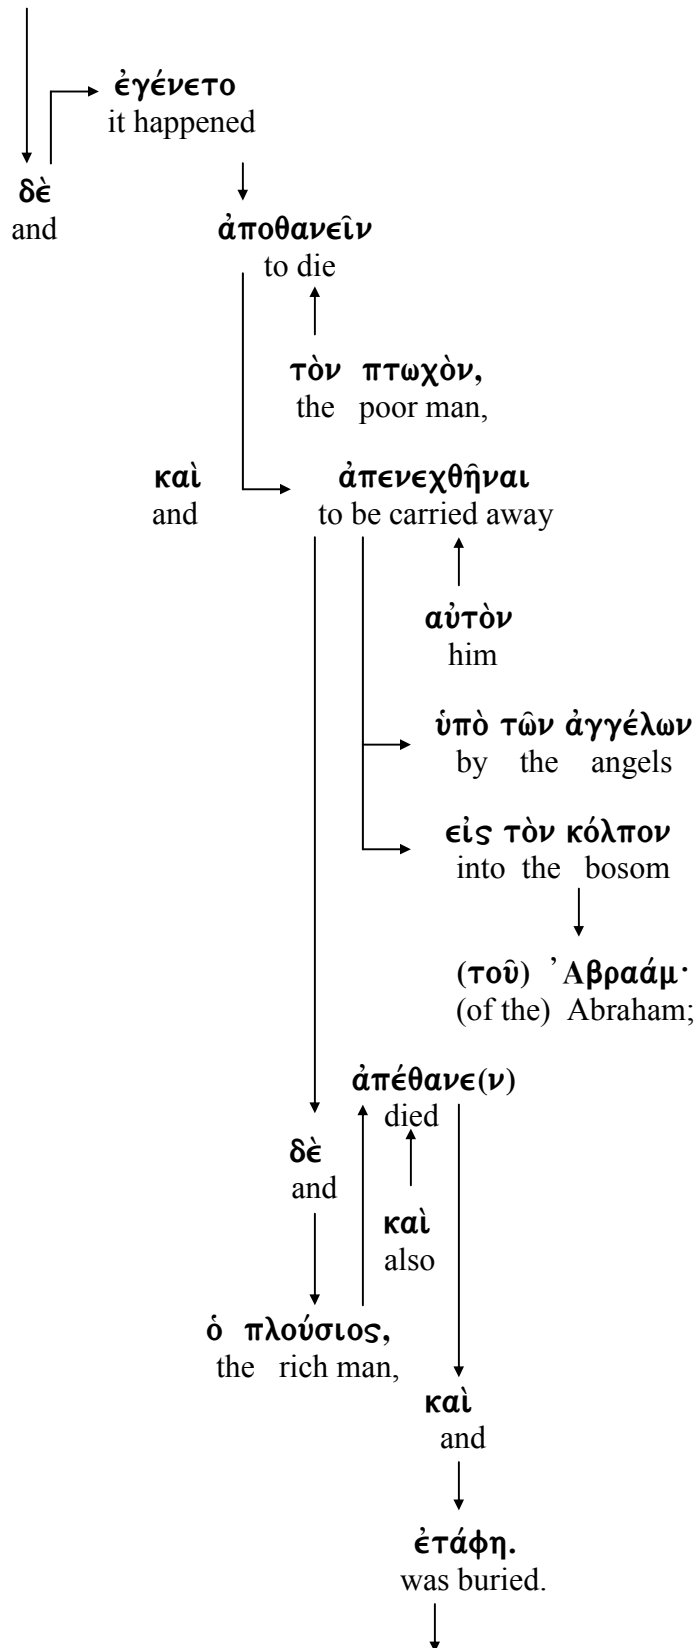 ἐγένετο
it happened
δὲ
and
ἀποθανεῖν
to die
τὸν πτωχὸν,
the poor man,
καὶ ἀπενεχθῆναι
and to be carried away
αὐτὸν
him
ὑπὸ τῶν ἀγγέλων
by the angels
εἰς τὸν κόλπον
into the bosom
(τοῦ) Ἀβραάμ·
(of the) Abraham;
ἀπέθανε(ν)
died
δὲ
and
καὶ
also
ὁ πλούσιος,
the rich man,
καὶ
and
ἐτάφη.
was buried.